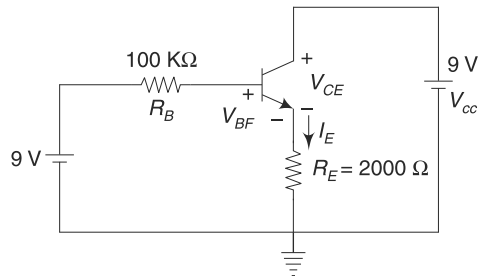 100 KΩ
R_B
+
V_BF
−
+
V_CE
−
I_E
R_E = 2000 Ω
9 V
9 V
V_cc